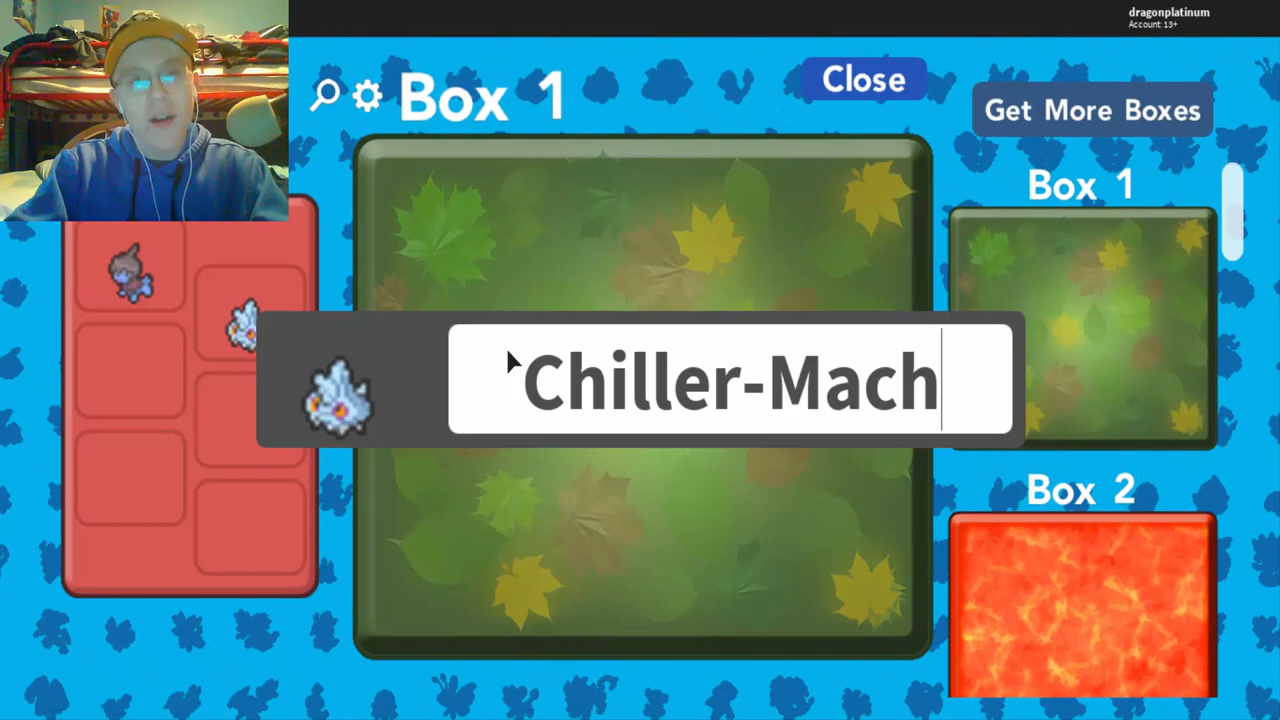 dragonplatinum
Account: 13+
Box 1
Close
Get More Boxes
Box 1
Chiller-Mach
Box 2